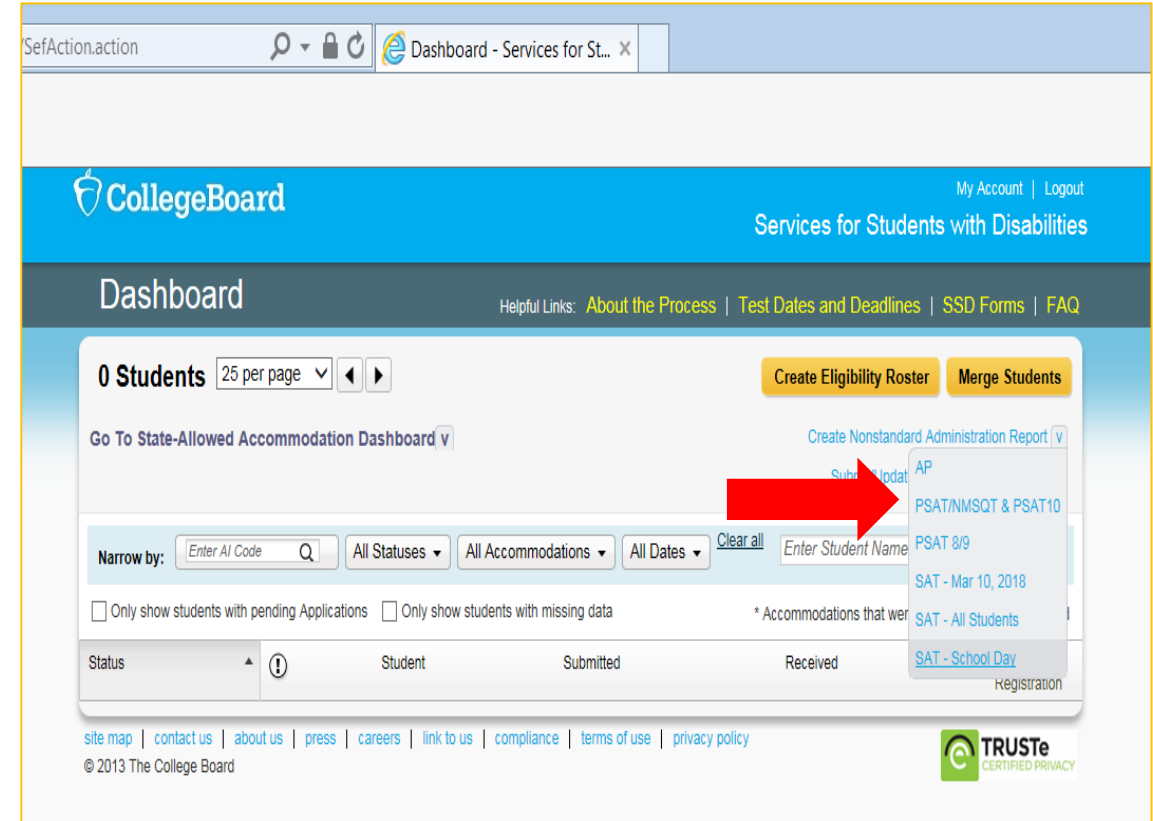 /SefAction.action
Dashboard - Services for St... ×
CollegeBoard
My Account | Logout
Services for Students with Disabilities
Dashboard
Helpful Links: About the Process | Test Dates and Deadlines | SSD Forms | FAQ
0 Students 25 per page
Create Eligibility Roster Merge Students
Go To State-Allowed Accommodation Dashboard v
Create Nonstandard Administration Report v
AP
PSAT/NMSQT & PSAT10
PSAT 8/9
SAT - Mar 10, 2018
SAT - All Students
SAT - School Day
Narrow by: Enter AI Code All Statuses All Accommodations All Dates Clear all Enter Student Name
Only show students with pending Applications Only show students with missing data * Accommodations that wer
Status Student Submitted Received
Registration
site map | contact us | about us | press | careers | link to us | compliance | terms of use | privacy policy
© 2013 The College Board
TRUSTe
CERTIFIED PRIVACY